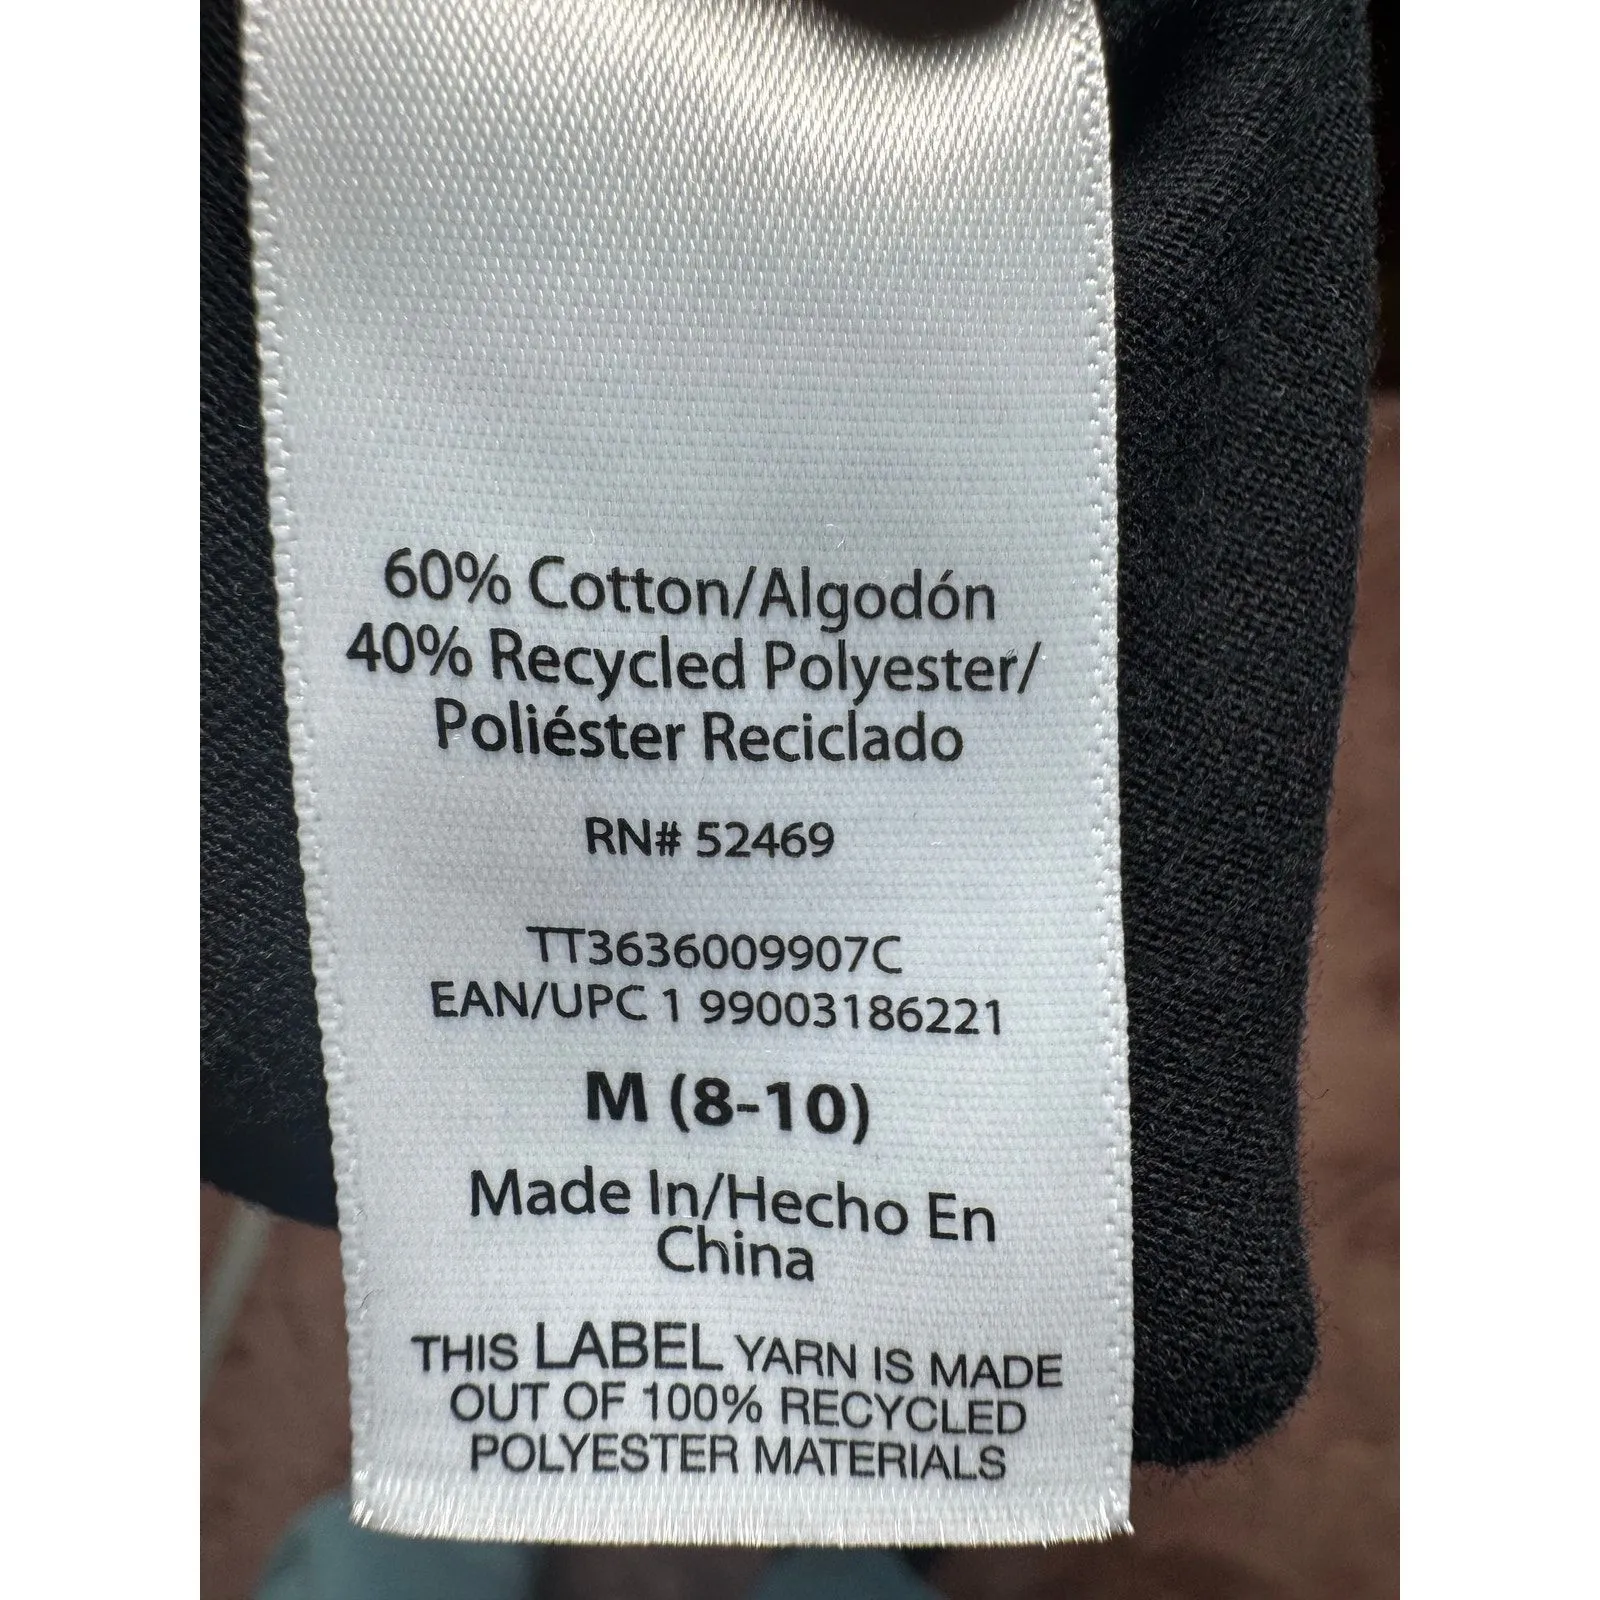 60% Cotton/Algodón
40% Recycled Polyester/
Poliéster Reciclado
RN# 52469
TT3636009907C
EAN/UPC 1 99003186221
M (8-10)
Made In/Hecho En
China
THIS LABEL YARN IS MADE
OUT OF 100% RECYCLED
POLYESTER MATERIALS